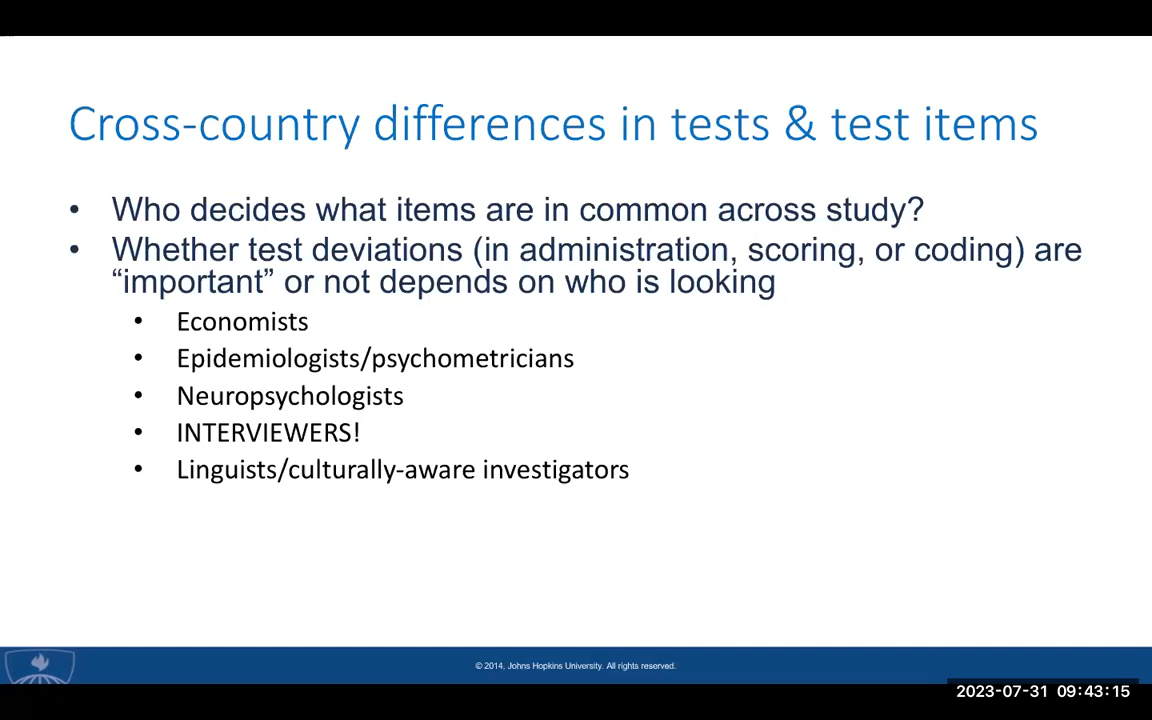 Cross-country differences in tests & test items
• Who decides what items are in common across study?
• Whether test deviations (in administration, scoring, or coding) are
“important” or not depends on who is looking
• Economists
• Epidemiologists/psychometricians
• Neuropsychologists
• INTERVIEWERS!
• Linguists/culturally-aware investigators
© 2014, Johns Hopkins University. All rights reserved.
2023-07-31 09:43:15